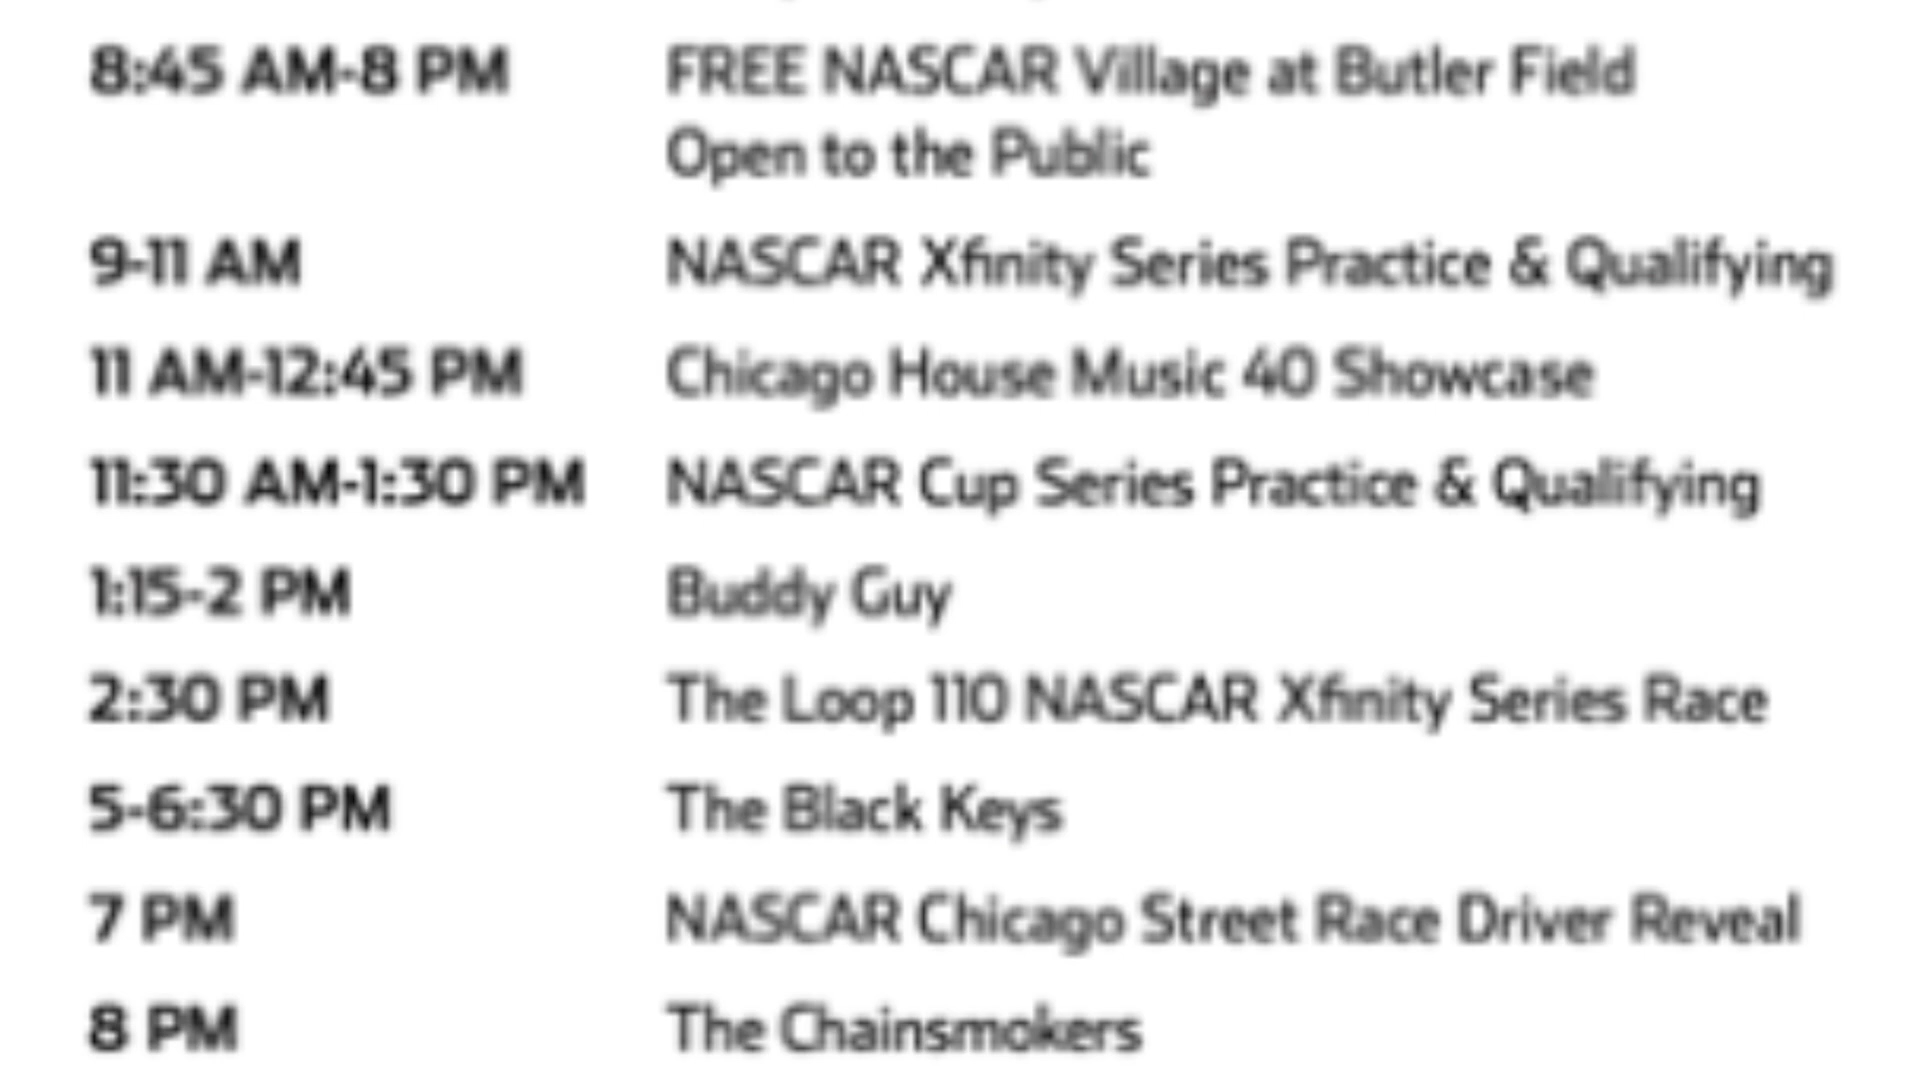 8:45 AM-8 PM FREE NASCAR Village at Butler Field
Open to the Public
9-11 AM NASCAR Xfinity Series Practice & Qualifying
11 AM-12:45 PM Chicago House Music 40 Showcase
11:30 AM-1:30 PM NASCAR Cup Series Practice & Qualifying
1:15-2 PM Buddy Guy
2:30 PM The Loop 110 NASCAR Xfinity Series Race
5-6:30 PM The Black Keys
7 PM NASCAR Chicago Street Race Driver Reveal
8 PM The Chainsmokers